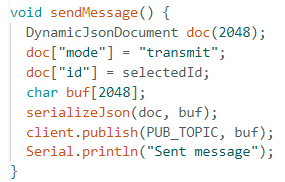 void sendMessage() {
  DynamicJsonDocument doc(2048);
  doc["mode"] = "transmit";
  doc["id"] = selectedId;
  char buf[2048];
  serializeJson(doc, buf);
  client.publish(PUB_TOPIC, buf);
  Serial.println("Sent message");
}